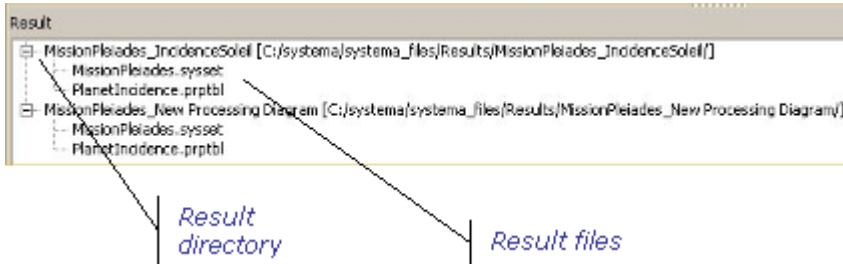 Result
MissionPleiades_IncidenceSoleil [C:/systema/systema_files/Results/MissionPleiades_IncidenceSoleil/]
MissionPleiades.sysset
PlanetIncidence.prptbl
MissionPleiades_New Processing Diagram [C:/systema/systema_files/Results/MissionPleiades_New Processing Diagram/]
MissionPleiades.sysset
PlanetIncidence.prptbl
Result
directory
Result files